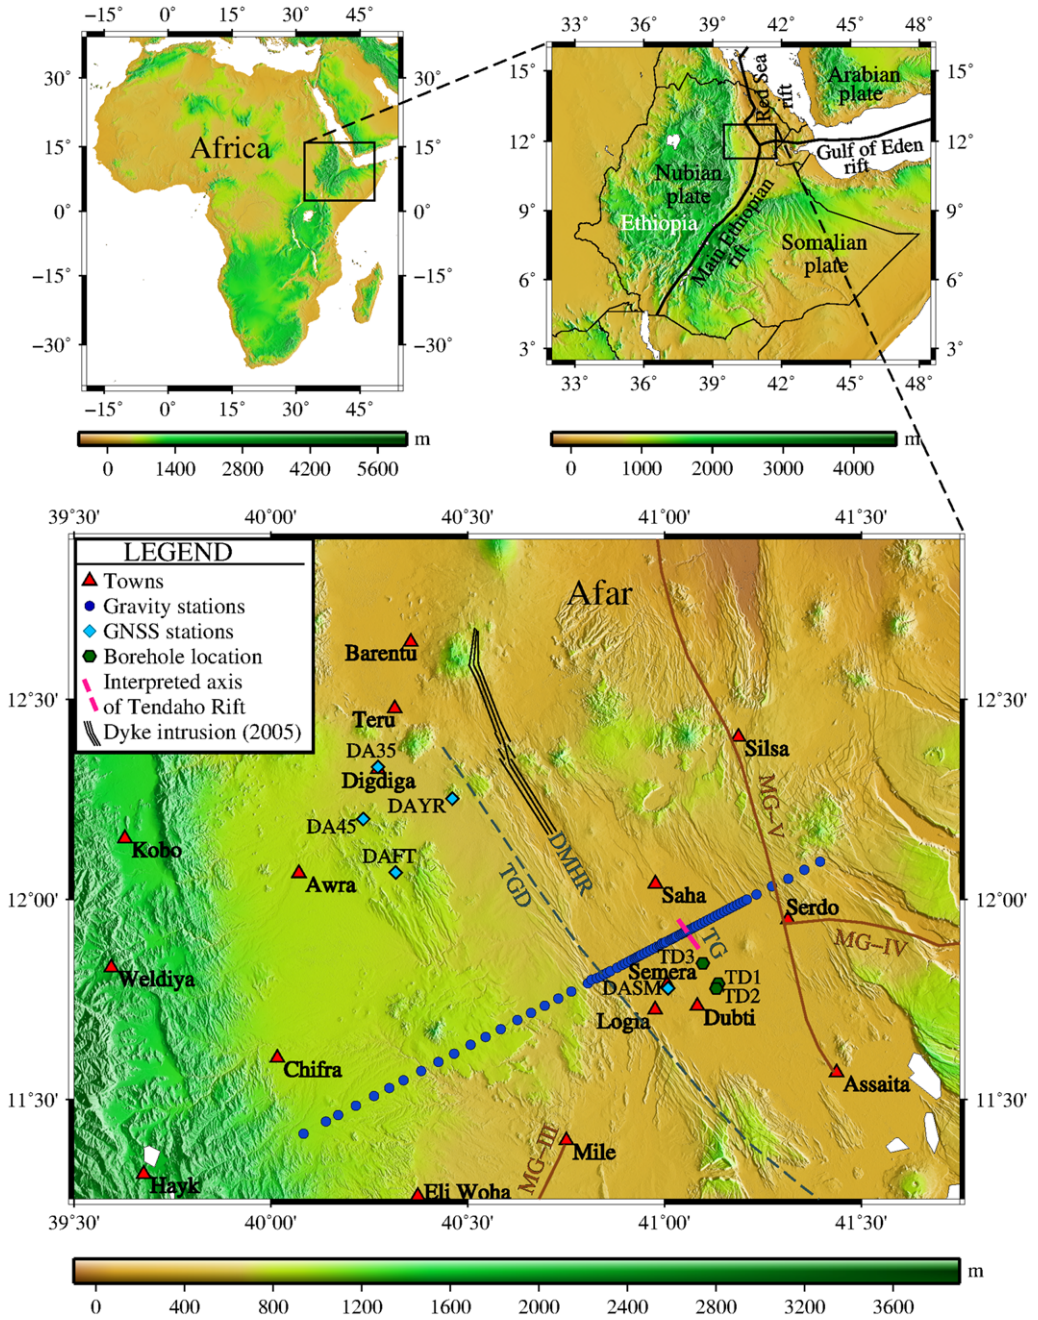 −15° 0° 15° 30° 45°
30° 30°
15° 15°
0° 0°
−15° −15°
−30° −30°
Africa
−15° 0° 15° 30° 45°
m
0 1400 2800 4200 5600
33° 36° 39° 42° 45° 48°
15° 15°
12° 12°
9° 9°
6° 6°
3° 3°
Red Sea
rift
Arabian
plate
Gulf of Eden
rift
Nubian
plate
Ethiopia
Main Ethiopian
rift
Somalian
plate
33° 36° 39° 42° 45° 48°
m
0 1000 2000 3000 4000
39°30' 40°00' 40°30' 41°00' 41°30'
LEGEND
Towns
Gravity stations
GNSS stations
Borehole location
Interpreted axis
of Tendaho Rift
Dyke intrusion (2005)
Afar
Barentu
12°30' 12°30'
Teru
Silsa
DA35
Digdiga
DAYR
MG−V
DA45
Kobo
DAFT
DMHR
TGD
Awra
Saha
12°00' 12°00'
Serdo
TG
MG−IV
TD3
Weldiya
Semera
TD1
DASM
TD2
Logia
Dubti
Chifra
Assaita
11°30' 11°30'
Mile
MG−III
Hayk
Eli Woha
39°30' 40°00' 40°30' 41°00' 41°30'
m
0 400 800 1200 1600 2000 2400 2800 3200 3600